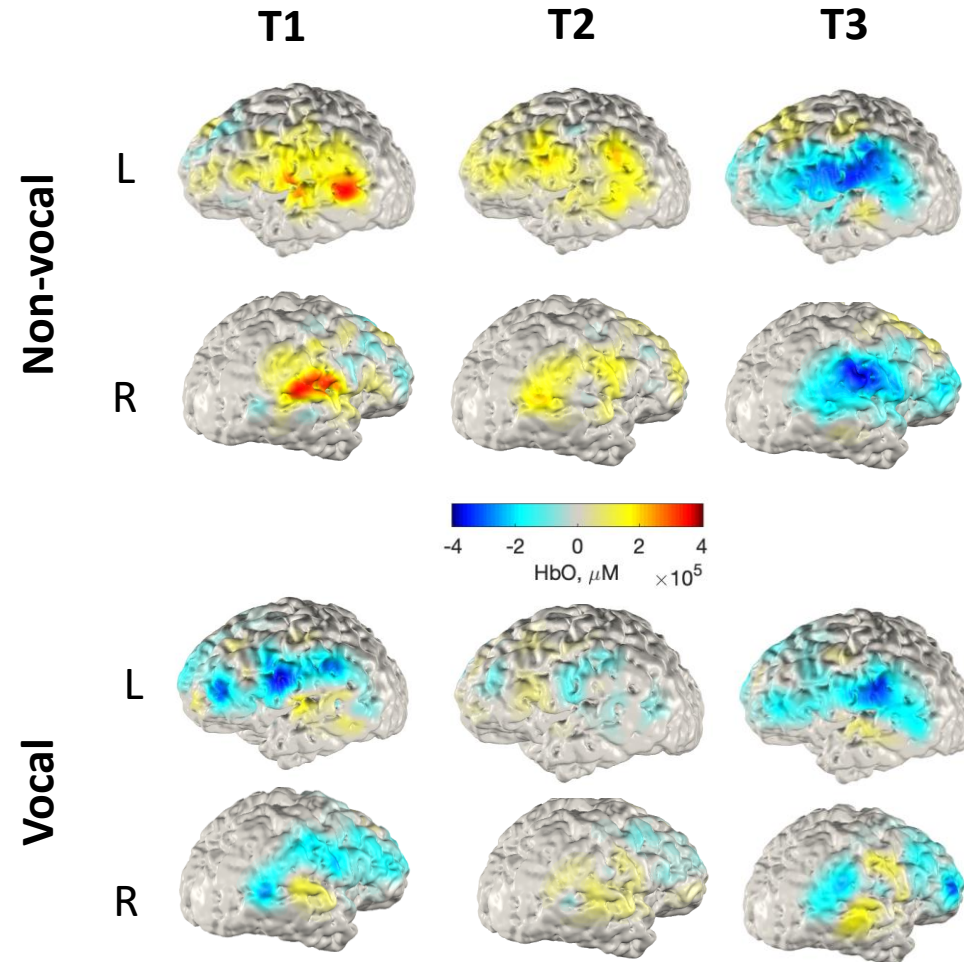 T1 T2 T3
Non-vocal
L
R
-4 -2 0 2 4
HbO, μM ×10⁵
Vocal
L
R